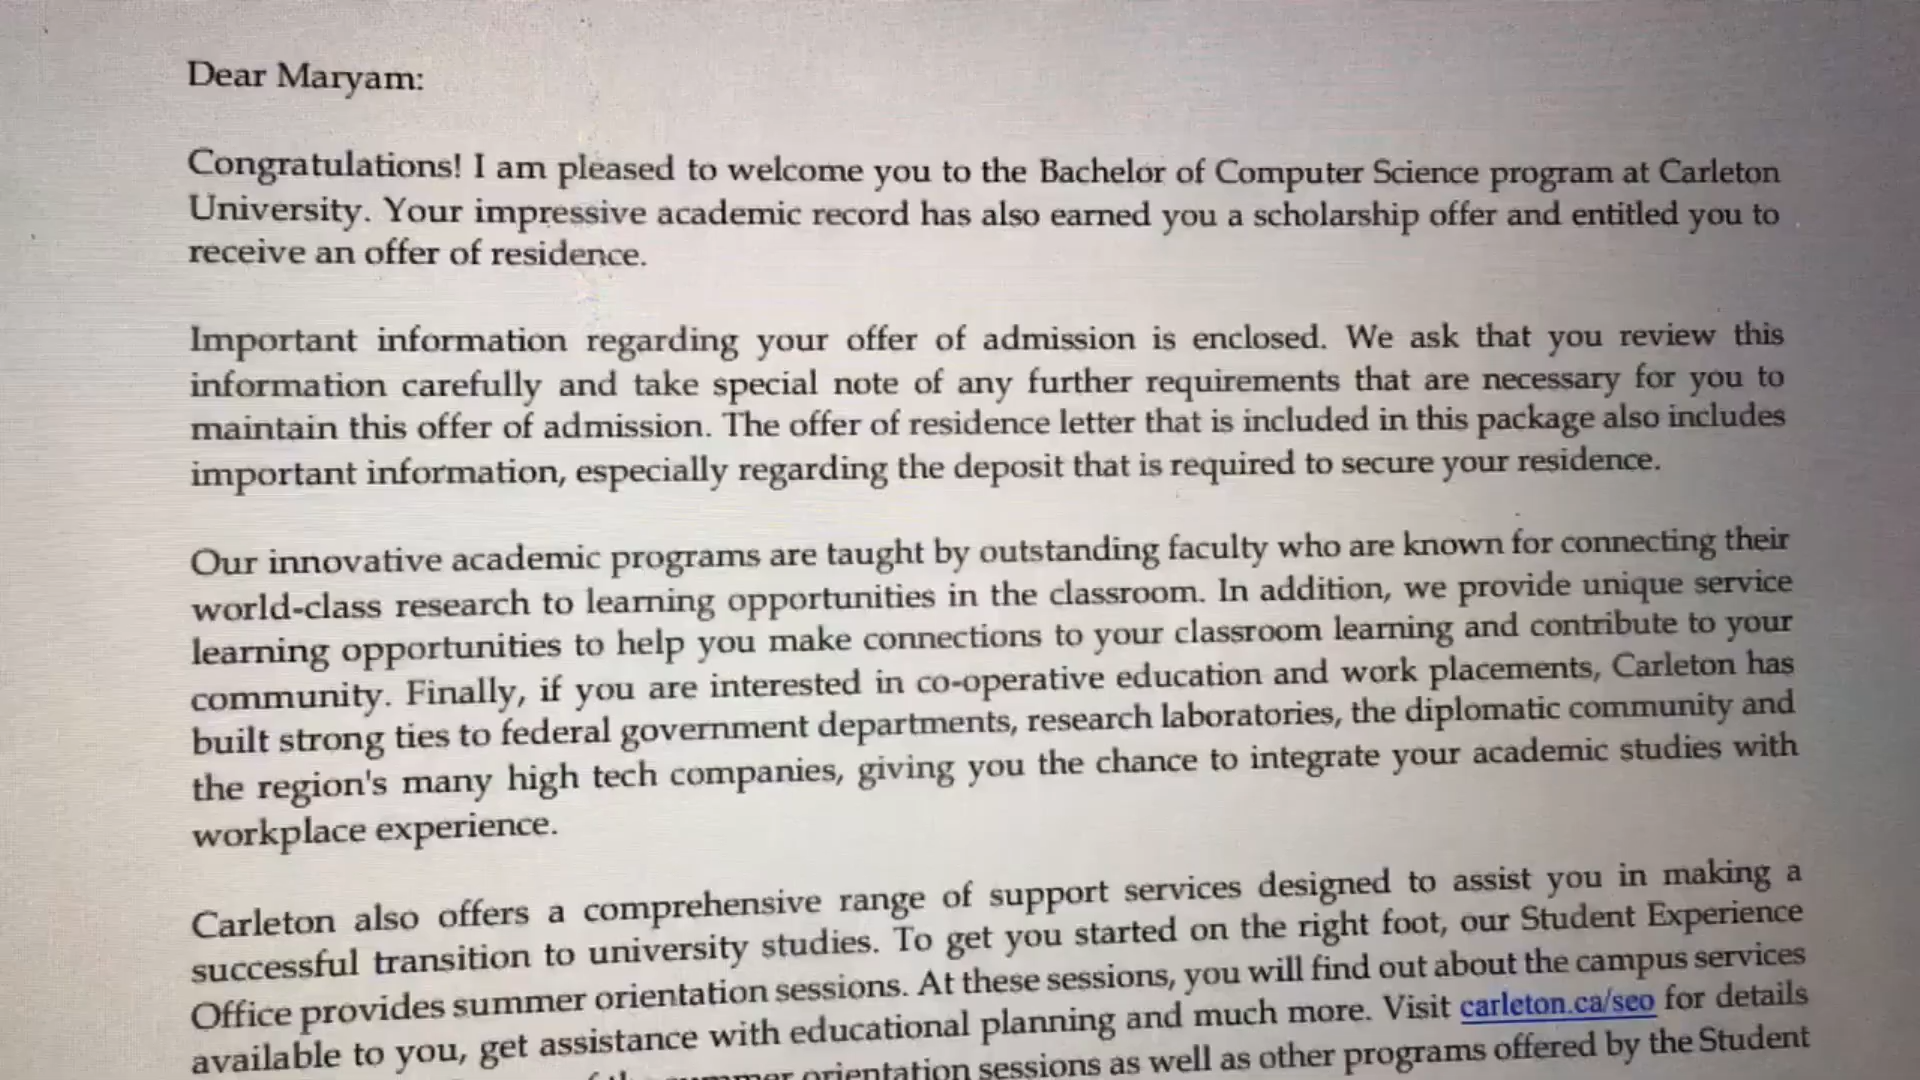 Dear Maryam:
Congratulations! I am pleased to welcome you to the Bachelor of Computer Science program at Carleton
University. Your impressive academic record has also earned you a scholarship offer and entitled you to
receive an offer of residence.
Important information regarding your offer of admission is enclosed. We ask that you review this
information carefully and take special note of any further requirements that are necessary for you to
maintain this offer of admission. The offer of residence letter that is included in this package also includes
important information, especially regarding the deposit that is required to secure your residence.
Our innovative academic programs are taught by outstanding faculty who are known for connecting their
world-class research to learning opportunities in the classroom. In addition, we provide unique service
learning opportunities to help you make connections to your classroom learning and contribute to your
community. Finally, if you are interested in co-operative education and work placements, Carleton has
built strong ties to federal government departments, research laboratories, the diplomatic community and
the region's many high tech companies, giving you the chance to integrate your academic studies with
workplace experience.
Carleton also offers a comprehensive range of support services designed to assist you in making a
successful transition to university studies. To get you started on the right foot, our Student Experience
Office provides summer orientation sessions. At these sessions, you will find out about the campus services
available to you, get assistance with educational planning and much more. Visit carleton.ca/seo for details
summer orientation sessions as well as other programs offered by the Student